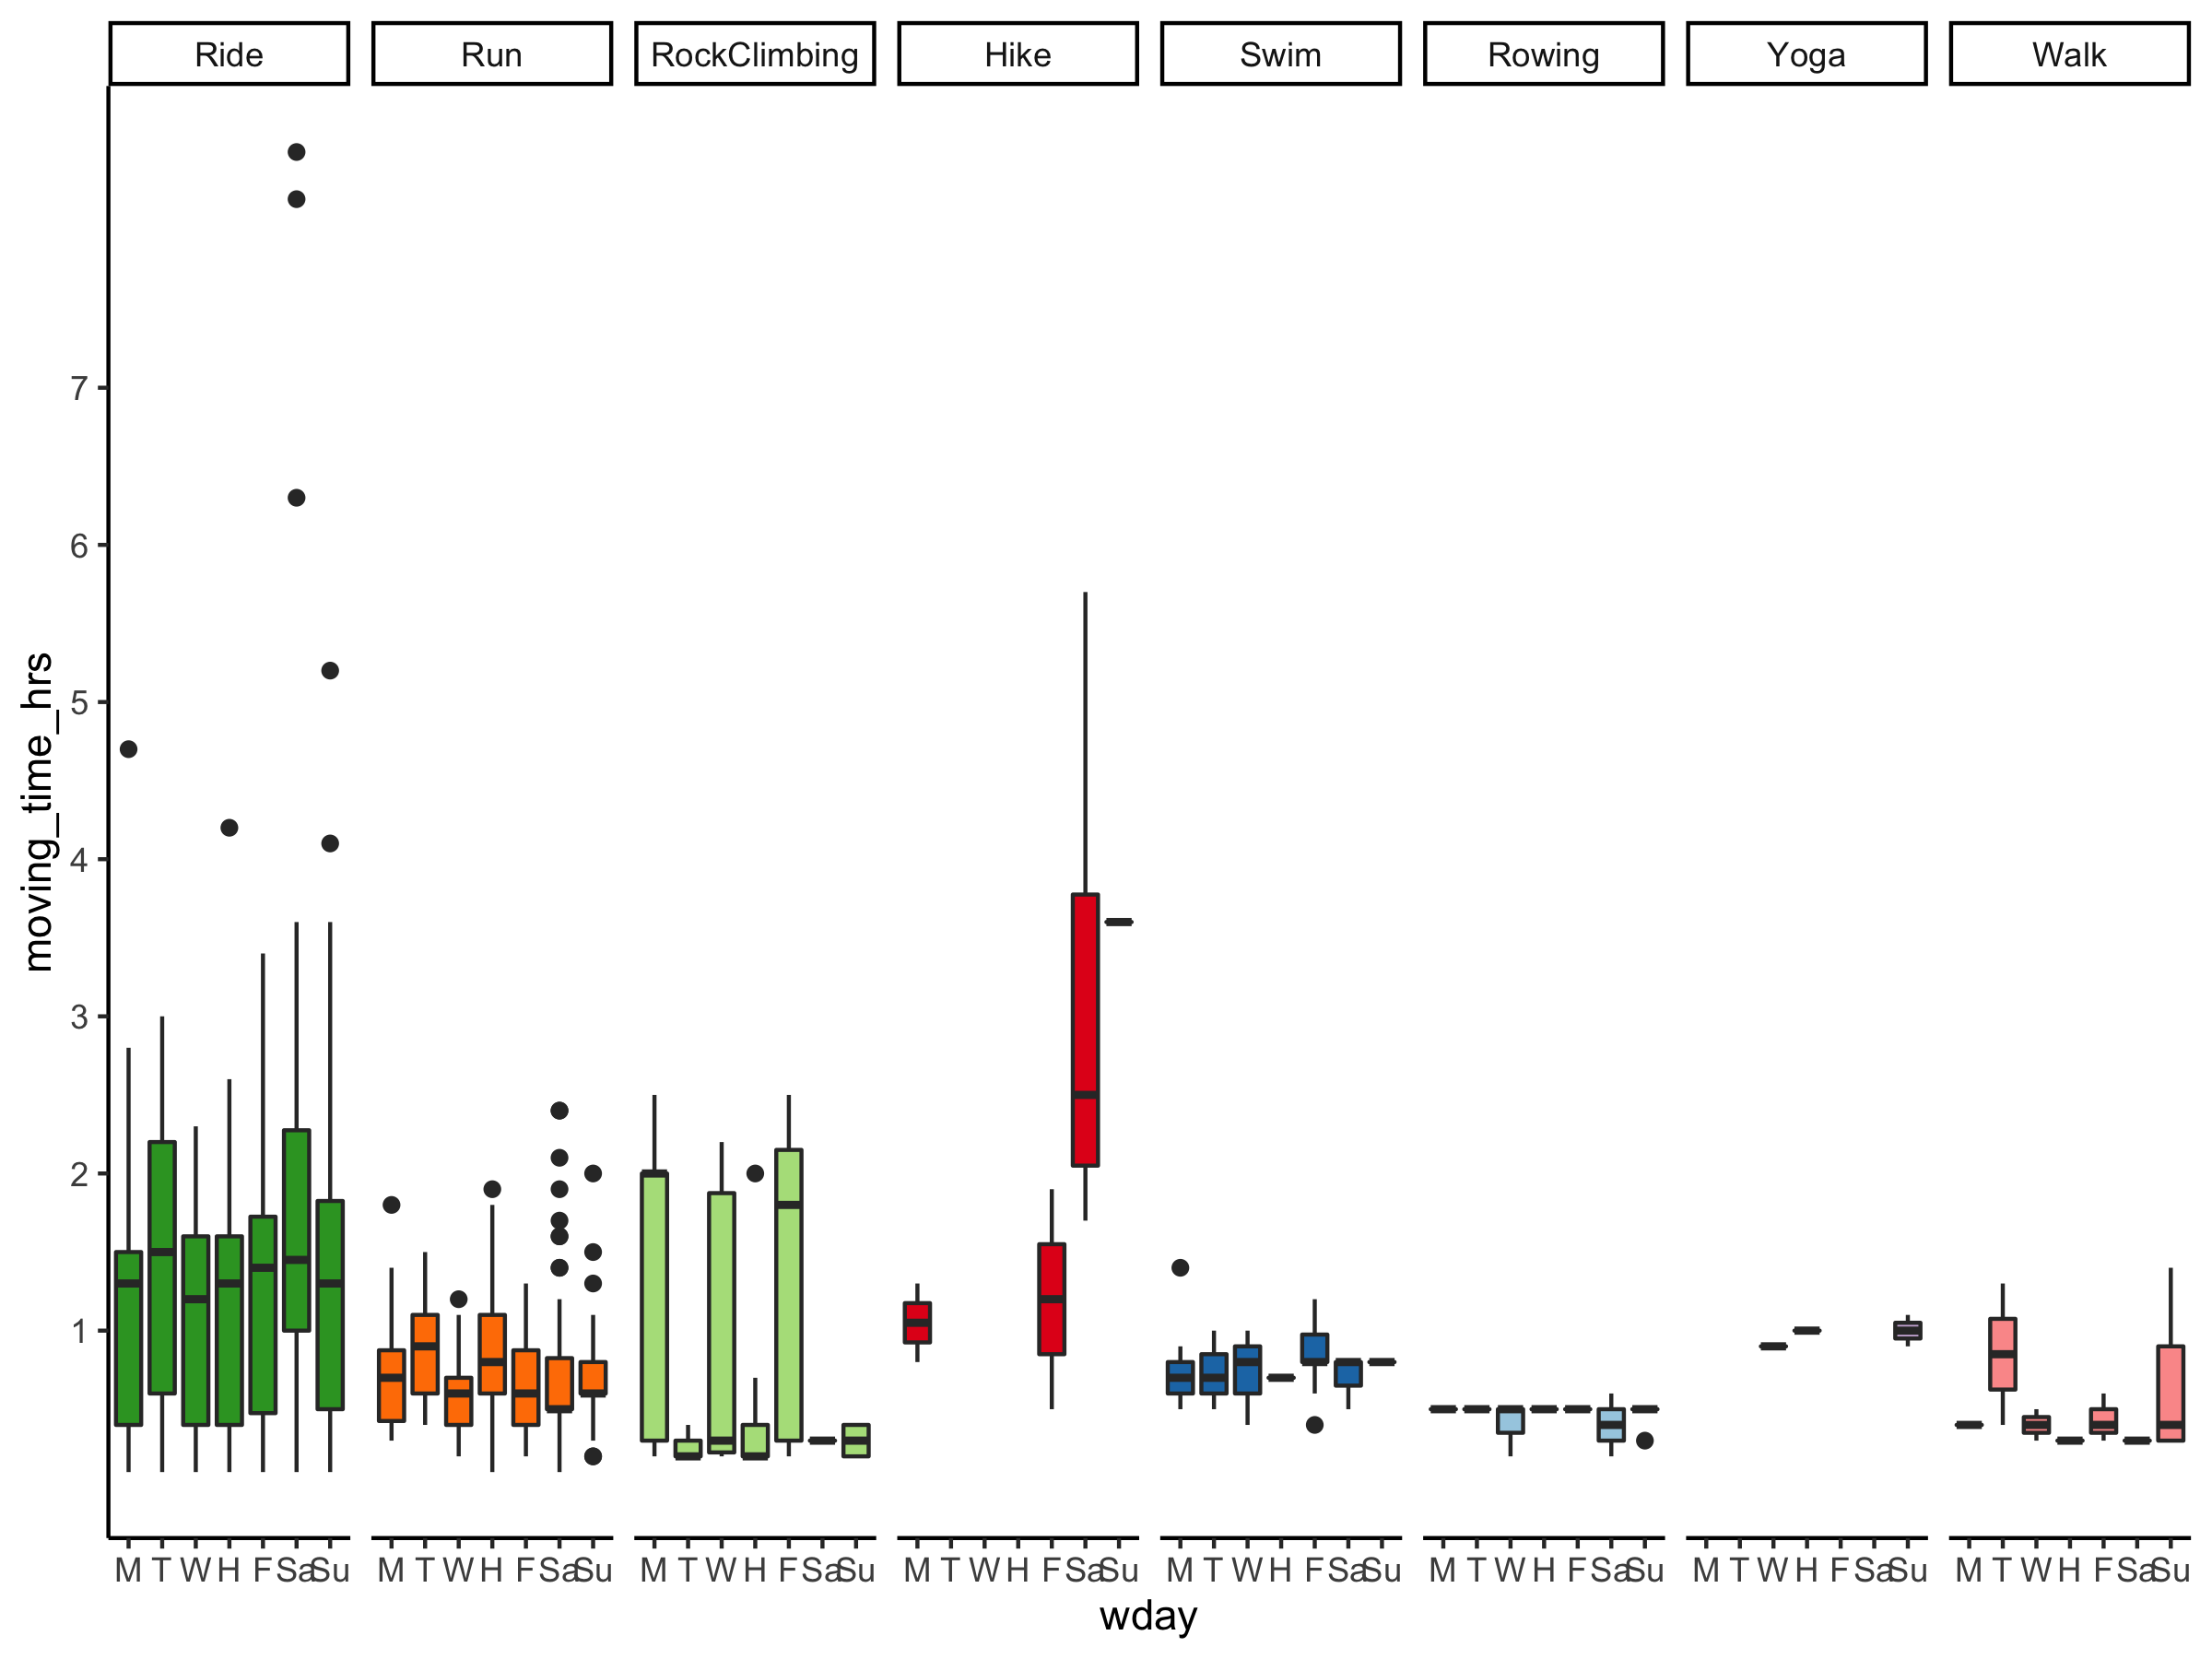 Ride Run RockClimbing Hike Swim Rowing Yoga Walk
7
6
5
4
3
2
1
moving_time_hrs
M T W H F Sa Su M T W H F Sa Su M T W H F Sa Su M T W H F Sa Su M T W H F Sa Su M T W H F Sa Su M T W H F Sa Su M T W H F Sa Su
wday